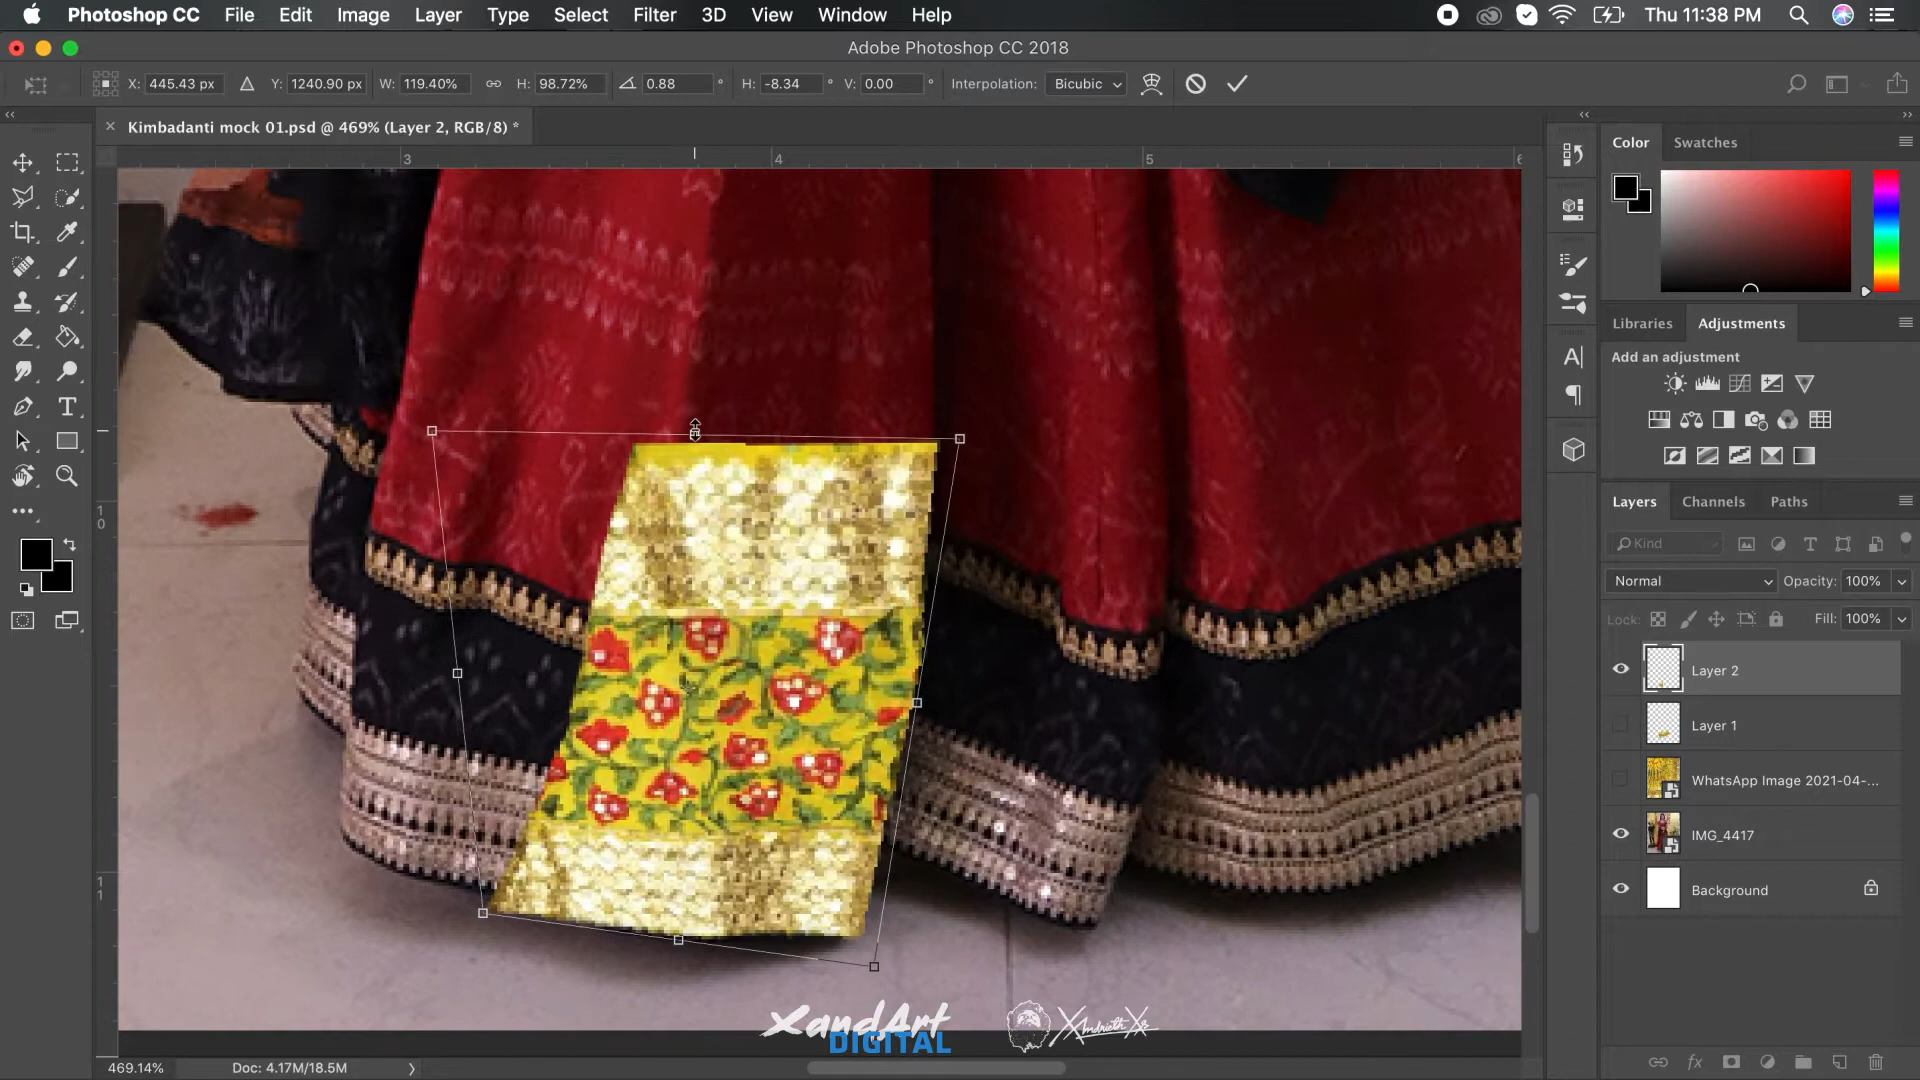 Photoshop CC File Edit Image Layer Type Select Filter 3D View Window Help Thu 11:38 PM
Adobe Photoshop CC 2018
X: 445.43 px Y: 1240.90 px W: 119.40% H: 98.72% 0.88 ° H: -8.34 ° V: 0.00 ° Interpolation: Bicubic
Kimbadanti mock 01.psd @ 469% (Layer 2, RGB/8) *
Color Swatches
3 4 5 6
Libraries Adjustments
Add an adjustment
10
Layers Channels Paths
Kind
Normal Opacity: 100%
Lock: Fill: 100%
Layer 2
Layer 1
WhatsApp Image 2021-04-...
IMG_4417
11
Background
XandArt
DIGITAL
469.14% Doc: 4.17M/18.5M